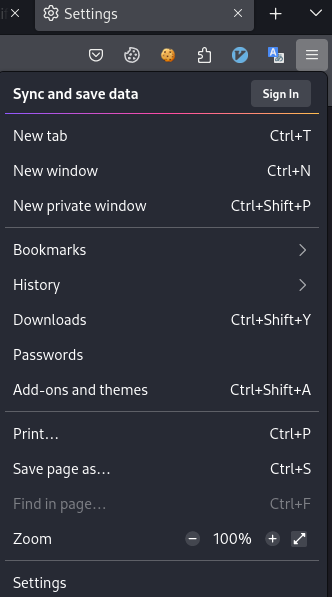 Settings
Sync and save data Sign In
New tab Ctrl+T
New window Ctrl+N
New private window Ctrl+Shift+P
Bookmarks
History
Downloads Ctrl+Shift+Y
Passwords
Add-ons and themes Ctrl+Shift+A
Print… Ctrl+P
Save page as… Ctrl+S
Find in page… Ctrl+F
Zoom − 100% +
Settings